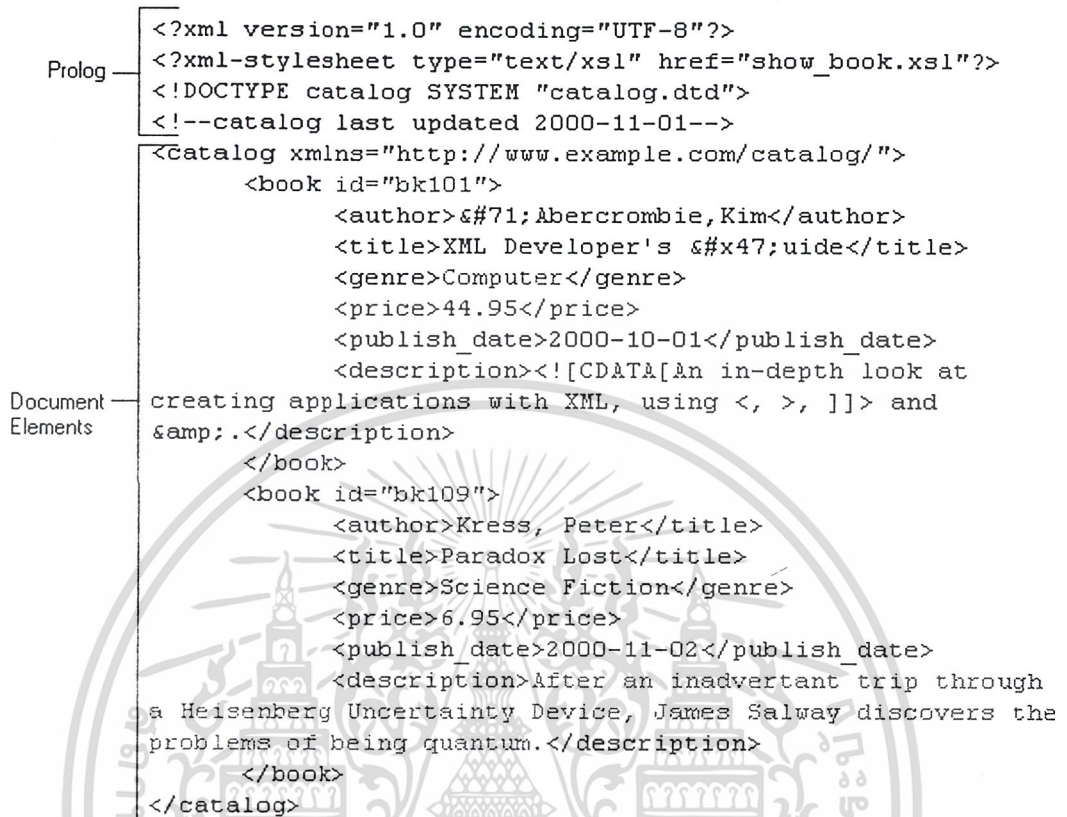 Prolog
<?xml version="1.0" encoding="UTF-8"?>
<?xml-stylesheet type="text/xsl" href="show_book.xsl"?>
<!DOCTYPE catalog SYSTEM "catalog.dtd">
<!--catalog last updated 2000-11-01-->
Document
Elements
<catalog xmlns="http://www.example.com/catalog/">
<book id="bk101">
<author>&#71;Abercrombie,Kim</author>
<title>XML Developer's &#x47;uide</title>
<genre>Computer</genre>
<price>44.95</price>
<publish_date>2000-10-01</publish_date>
<description><![CDATA[An in-depth look at
creating applications with XML, using <, >, ]]> and
&amp;.</description>
</book>
<book id="bk109">
<author>Kress, Peter</title>
<title>Paradox Lost</title>
<genre>Science Fiction</genre>
<price>6.95</price>
<publish_date>2000-11-02</publish_date>
<description>After an inadvertant trip through
a Heisenberg Uncertainty Device, James Salway discovers the
problems of being quantum.</description>
</book>
</catalog>